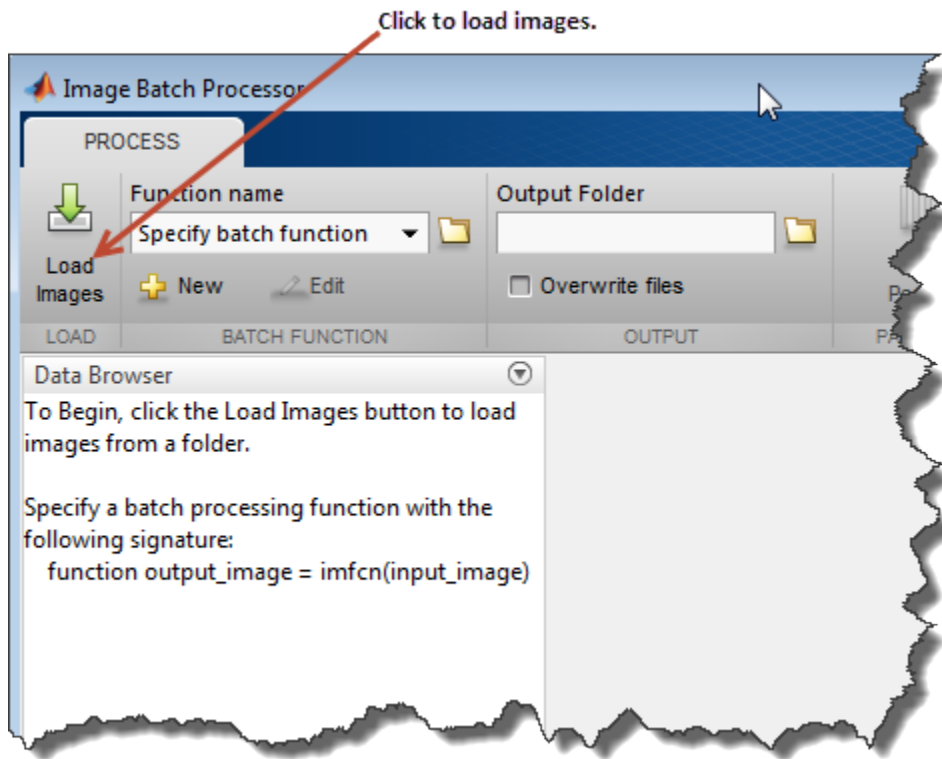 Click to load images.
Image Batch Processor
PROCESS
Function name
Specify batch function
Load
Images
New
Edit
Output Folder
Overwrite files
LOAD
BATCH FUNCTION
OUTPUT
Data Browser
To Begin, click the Load Images button to load
images from a folder.
Specify a batch processing function with the
following signature:
function output_image = imfcn(input_image)